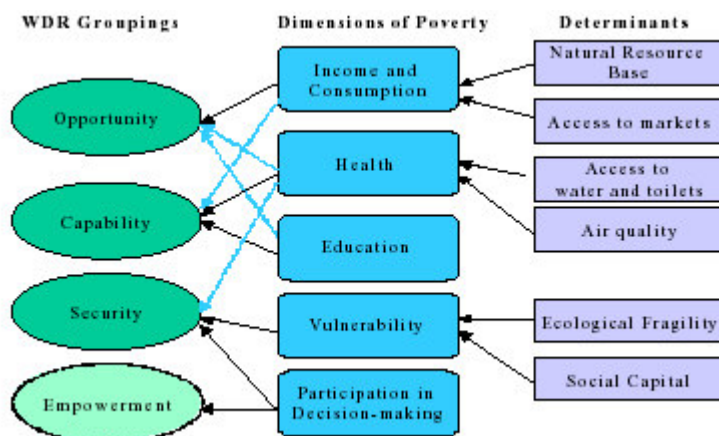 WDR Groupings
Dimensions of Poverty
Determinants
Opportunity
Capability
Security
Empowerment
Income and
Consumption
Health
Education
Vulnerability
Participation in
Decision-making
Natural Resource
Base
Access to markets
Access to
water and toilets
Air quality
Ecological Fragility
Social Capital